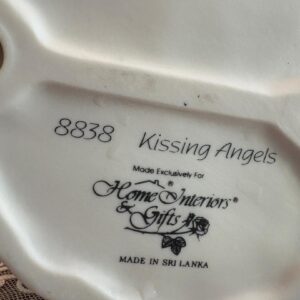 8838 Kissing Angels
Made Exclusively For
Home Interiors®
& Gifts
MADE IN SRI LANKA